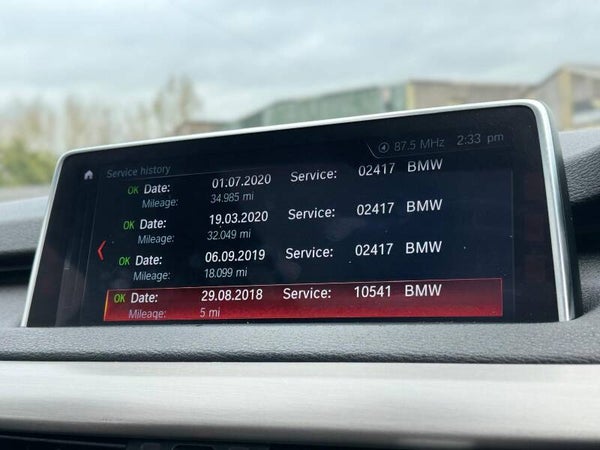 87.5 MHz 2:33 pm
Service history
OK Date: 01.07.2020 Service: 02417 BMW
Mileage: 34.985 mi
OK Date: 19.03.2020 Service: 02417 BMW
Mileage: 32.049 mi
OK Date: 06.09.2019 Service: 02417 BMW
Mileage: 18.099 mi
OK Date: 29.08.2018 Service: 10541 BMW
Mileage: 5 mi